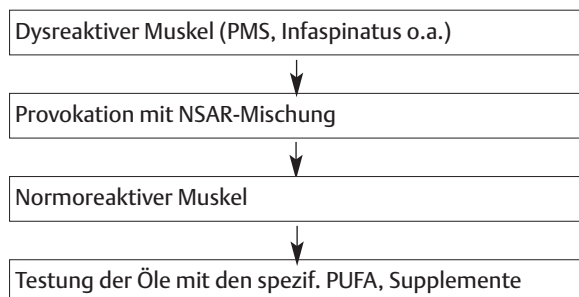 Dysreaktiver Muskel (PMS, Infaspinatus o.a.)
Provokation mit NSAR-Mischung
Normoreaktiver Muskel
Testung der Öle mit den spezif. PUFA, Supplemente